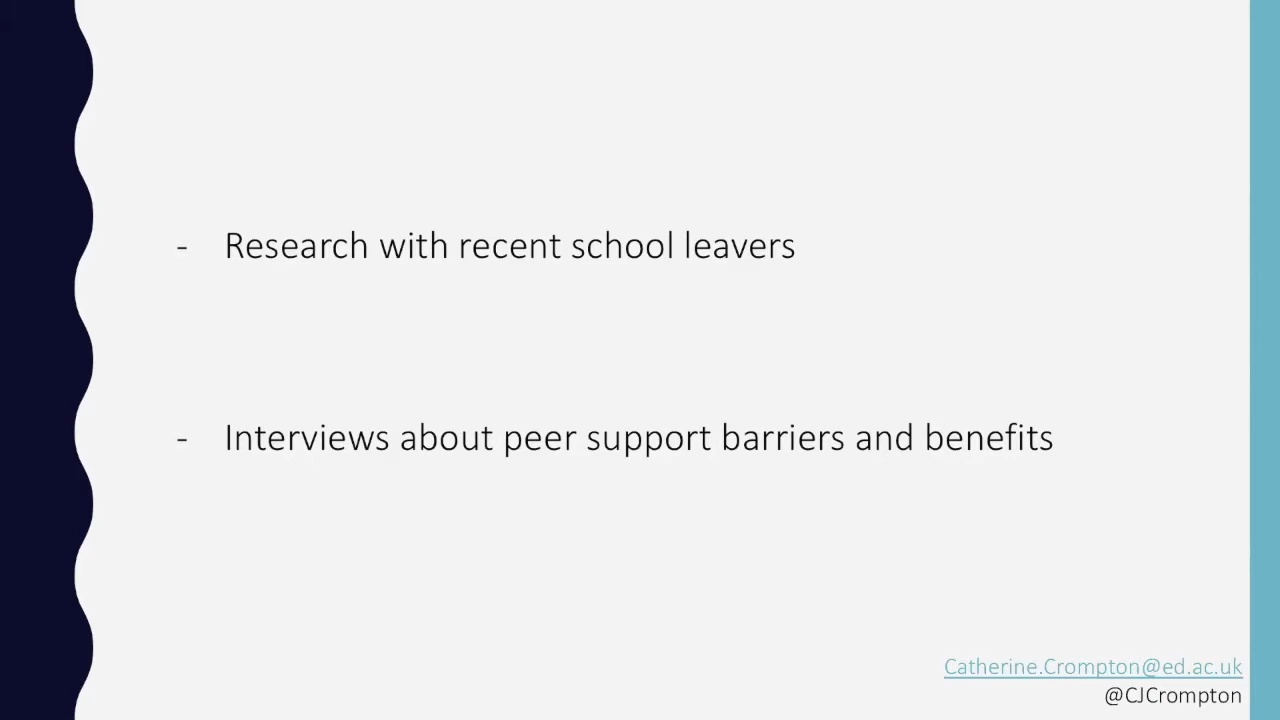 - Research with recent school leavers
- Interviews about peer support barriers and benefits
Catherine.Crompton@ed.ac.uk
@CJCrompton